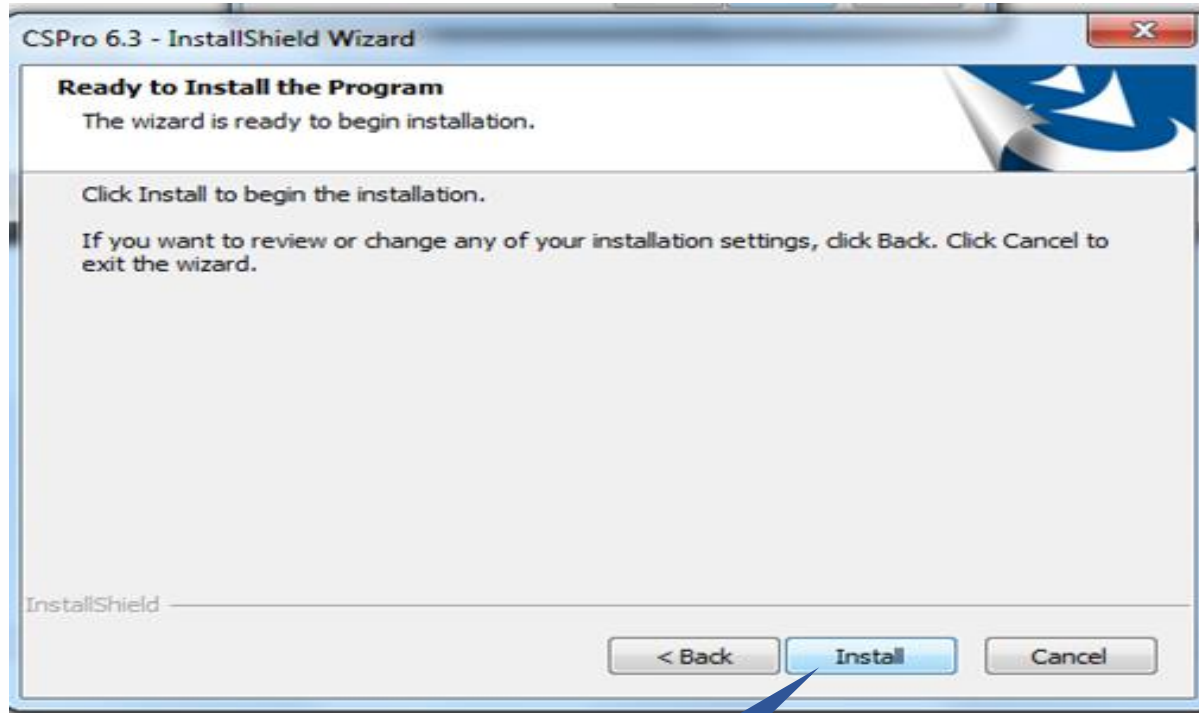 CSPro 6.3 - InstallShield Wizard
Ready to Install the Program
The wizard is ready to begin installation.
Click Install to begin the installation.
If you want to review or change any of your installation settings, click Back. Click Cancel to
exit the wizard.
InstallShield
< Back Install Cancel